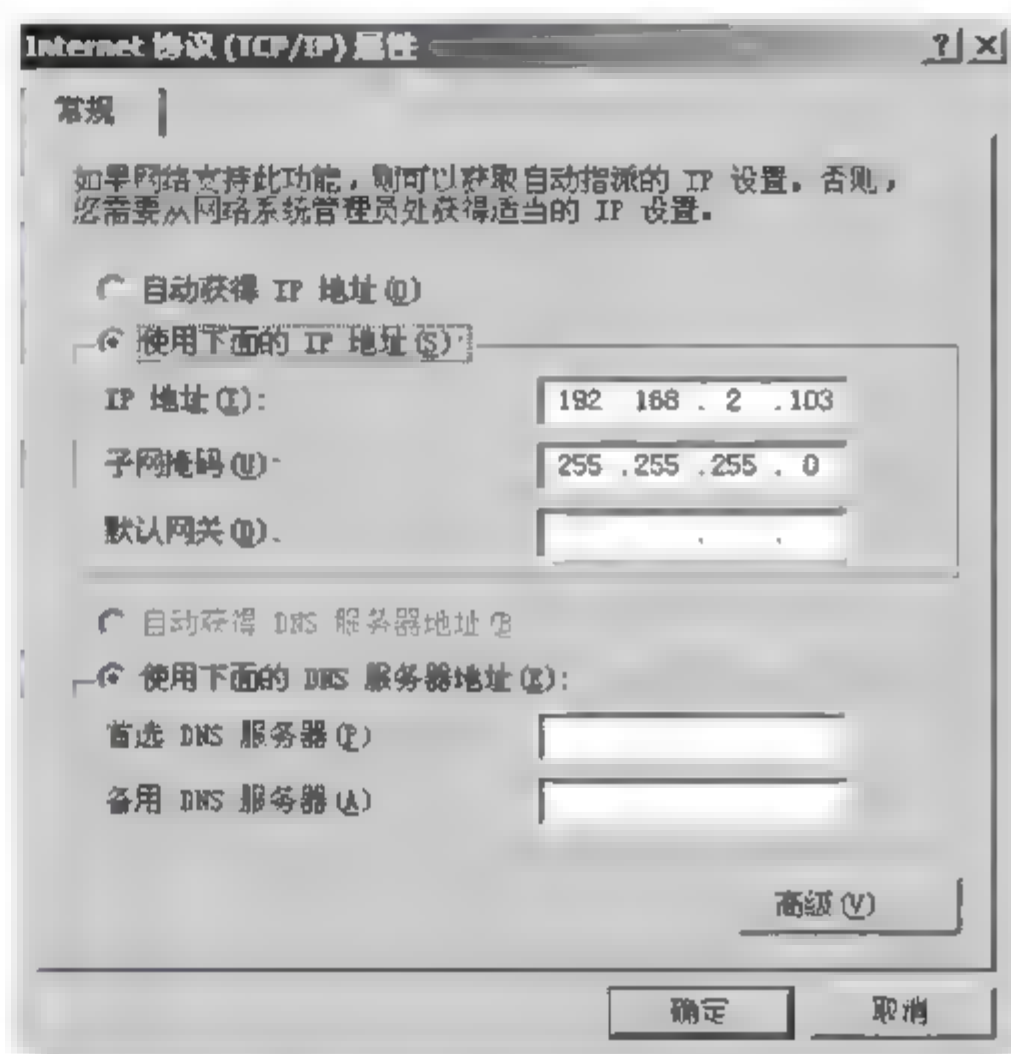 Internet 协议 (TCP/IP) 属性
常规
如果网络支持此功能，则可以获取自动指派的 IP 设置。否则，
您需要从网络系统管理员处获得适当的 IP 设置。
自动获得 IP 地址(O)
使用下面的 IP 地址(S):
IP 地址(I): 192 168 . 2 .103
子网掩码(U): 255 .255 .255 . 0
默认网关(D).
自动获得 DNS 服务器地址(B
使用下面的 DNS 服务器地址(E):
首选 DNS 服务器(P)
备用 DNS 服务器(A)
高级(V)
确定 取消